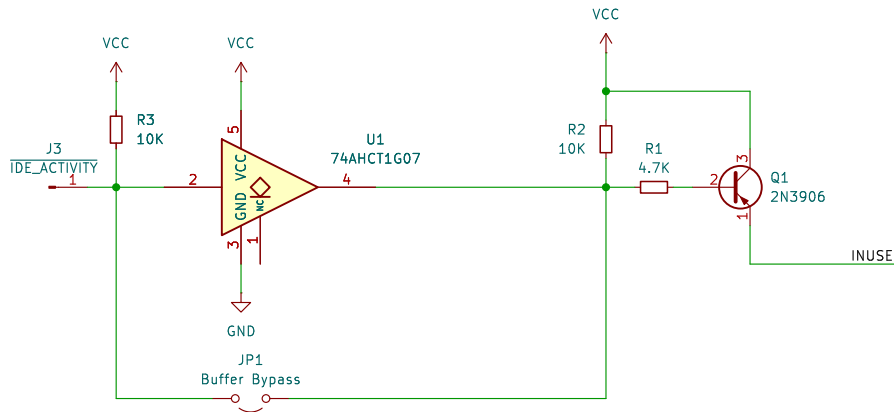 VCC
VCC
VCC
R3
10K
5
U1
74AHCT1G07
R2
10K
R1
4.7K
3
J3
IDE_ACTIVITY
1
2
GND VCC
NC
4
2
Q1
2N3906
1
3
1
INUSE
GND
JP1
Buffer Bypass